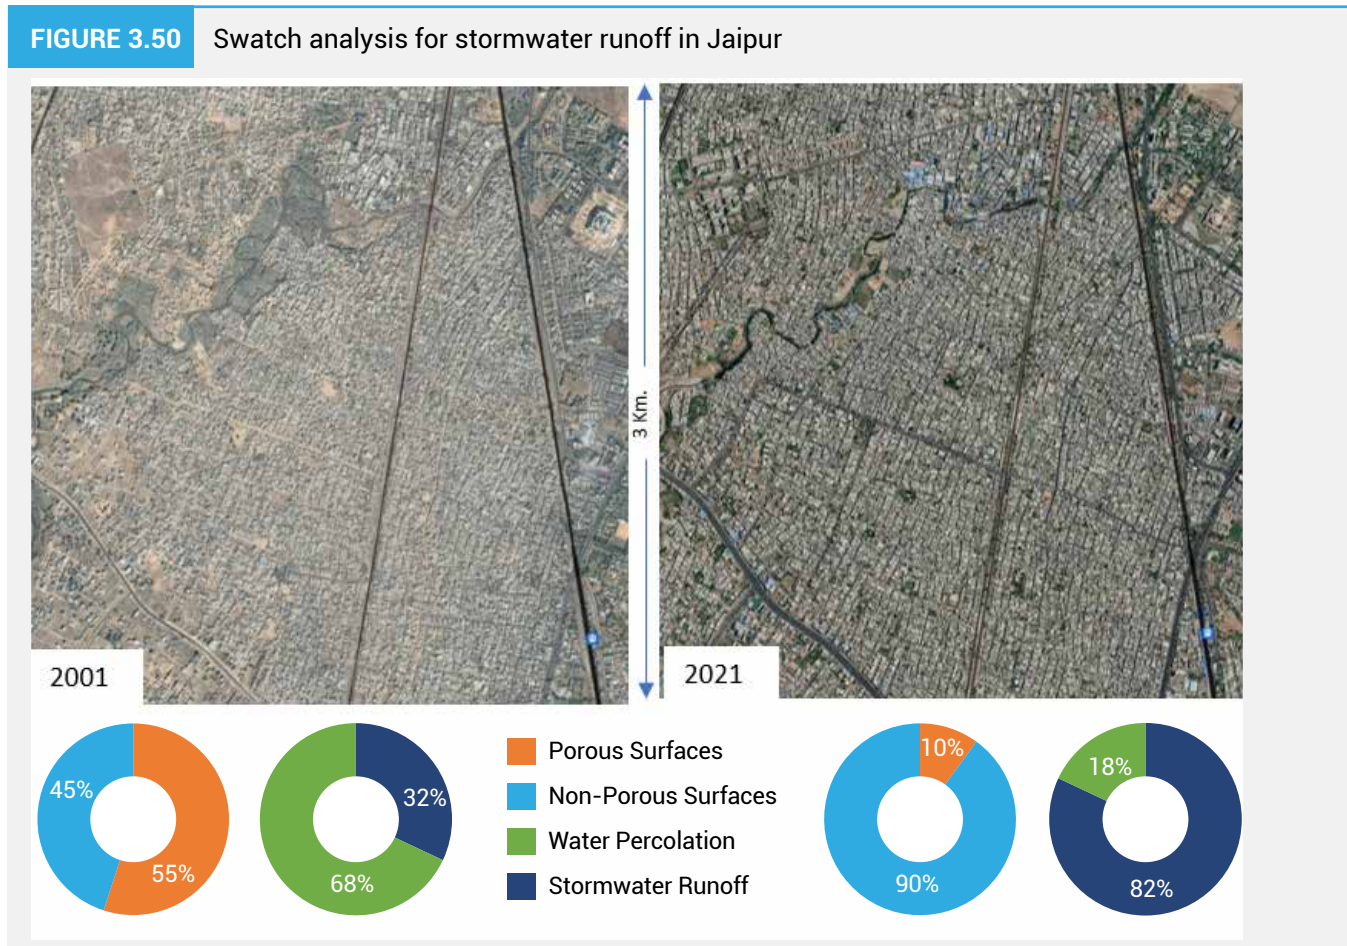 FIGURE 3.50 Swatch analysis for stormwater runoff in Jaipur
3 Km.
2001
2021
45%
55%
32%
68%
Porous Surfaces
Non-Porous Surfaces
Water Percolation
Stormwater Runoff
10%
90%
18%
82%